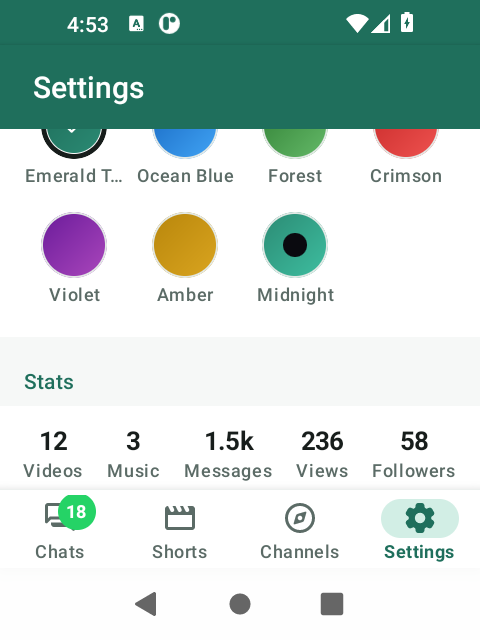 4:53
A
Settings
Emerald T... Ocean Blue Forest Crimson
Violet Amber Midnight
Stats
12 3 1.5k 236 58
Videos Music Messages Views Followers
18
Chats Shorts Channels Settings